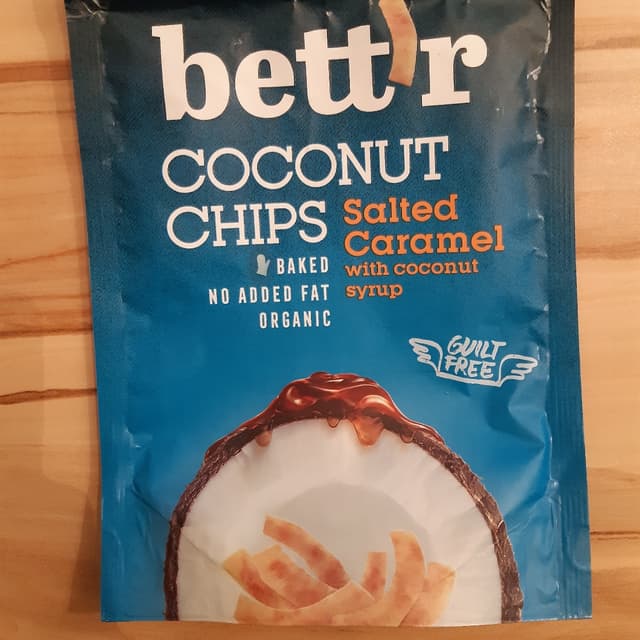 bett'r
COCONUT
CHIPS
Salted
Caramel
with coconut
syrup
BAKED
NO ADDED FAT
ORGANIC
GUILT
FREE